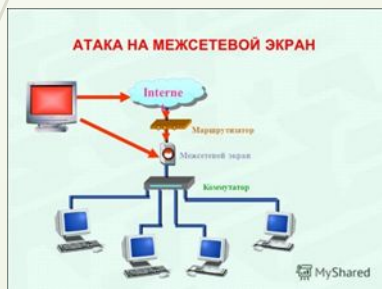 АТАКА НА МЕЖСЕТЕВОЙ ЭКРАН
Interne
Маршрутизатор
Межсетевой экран
Коммутатор
MyShared